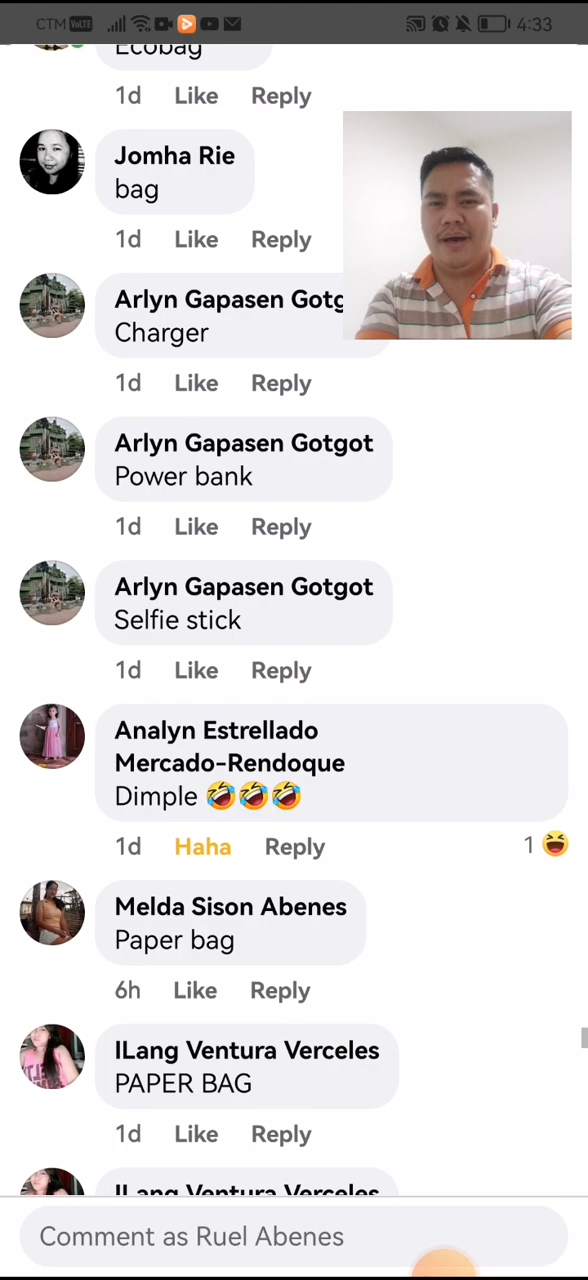 CTM VoLTE 4:33
Ecobag
1d Like Reply
Jomha Rie
bag
1d Like Reply
Arlyn Gapasen Gotg
Charger
1d Like Reply
Arlyn Gapasen Gotgot
Power bank
1d Like Reply
Arlyn Gapasen Gotgot
Selfie stick
1d Like Reply
Analyn Estrellado
Mercado-Rendoque
Dimple 🤣🤣🤣
1d Haha Reply 1 😆
Melda Sison Abenes
Paper bag
6h Like Reply
ILang Ventura Verceles
PAPER BAG
1d Like Reply
ILang Ventura Verceles
Comment as Ruel Abenes